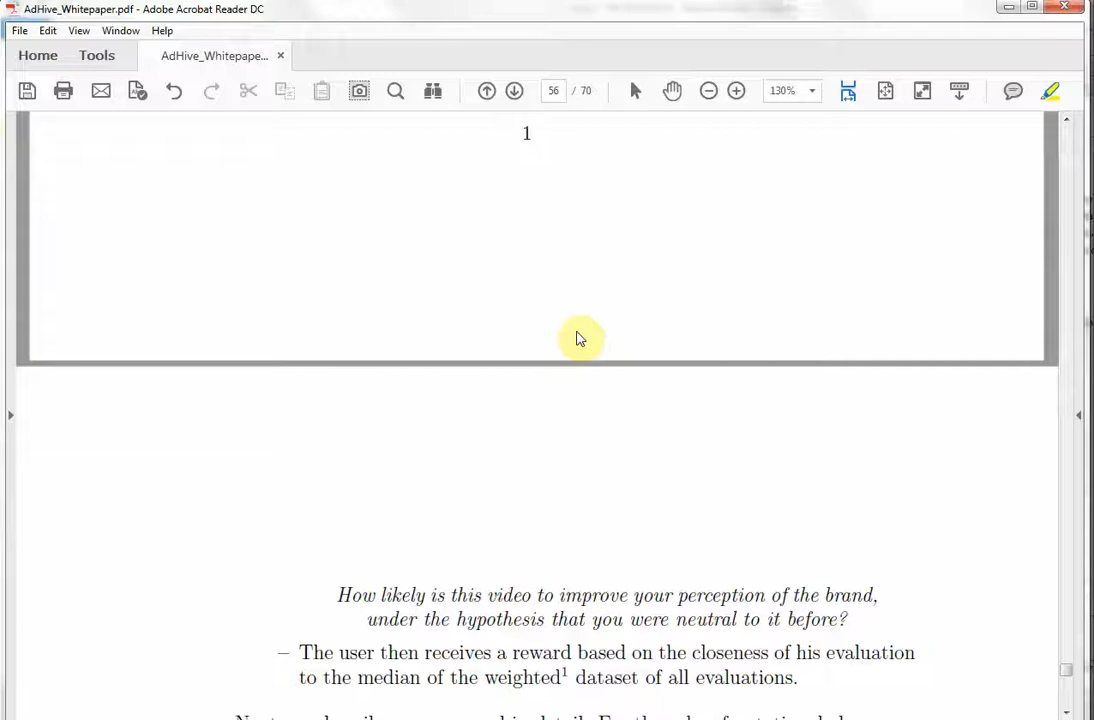 AdHive_Whitepaper.pdf - Adobe Acrobat Reader DC
File Edit View Window Help
Home Tools AdHive_Whitepape... ×
56 / 70 130%
1
How likely is this video to improve your perception of the brand,
under the hypothesis that you were neutral to it before?
– The user then receives a reward based on the closeness of his evaluation
to the median of the weighted¹ dataset of all evaluations.